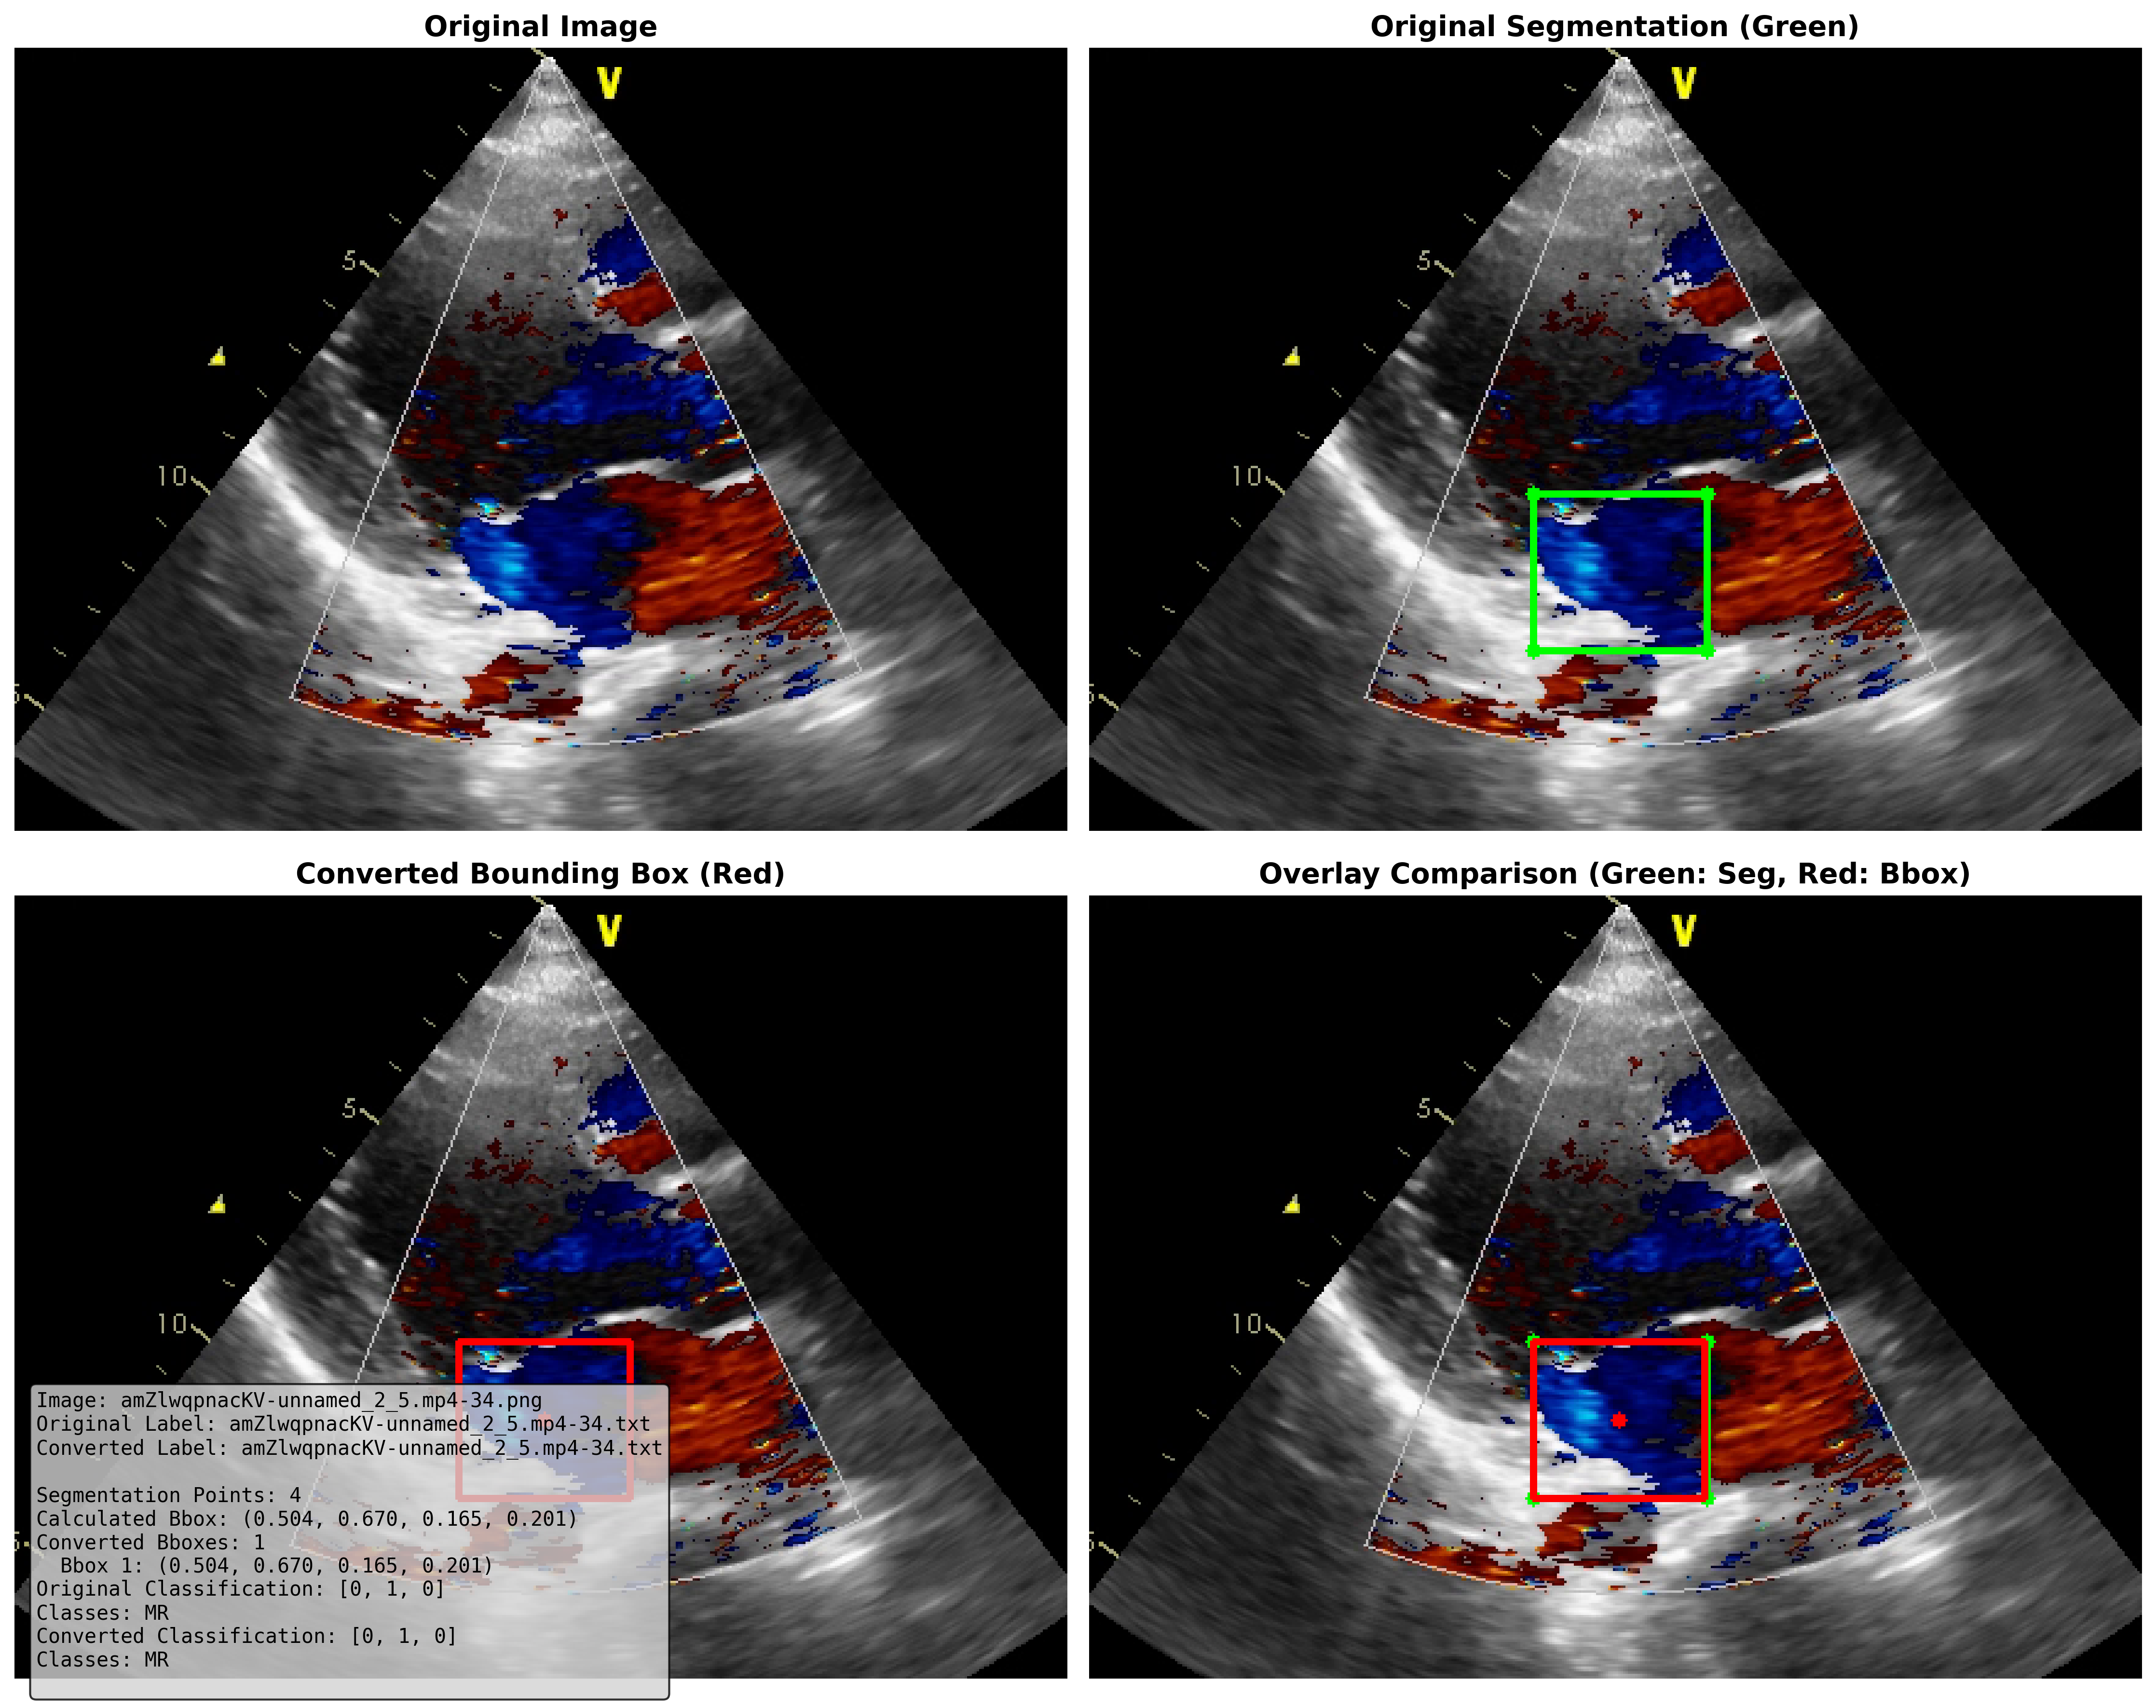 Original Image
Original Segmentation (Green)
V
5
10
5
V
5
10
5
Converted Bounding Box (Red)
Overlay Comparison (Green: Seg, Red: Bbox)
V
5
10
5
V
5
10
5
Image: amZlwqpnacKV-unnamed_2_5.mp4-34.png
Original Label: amZlwqpnacKV-unnamed_2_5.mp4-34.txt
Converted Label: amZlwqpnacKV-unnamed_2_5.mp4-34.txt
Segmentation Points: 4
Calculated Bbox: (0.504, 0.670, 0.165, 0.201)
Converted Bboxes: 1
Bbox 1: (0.504, 0.670, 0.165, 0.201)
Original Classification: [0, 1, 0]
Classes: MR
Converted Classification: [0, 1, 0]
Classes: MR